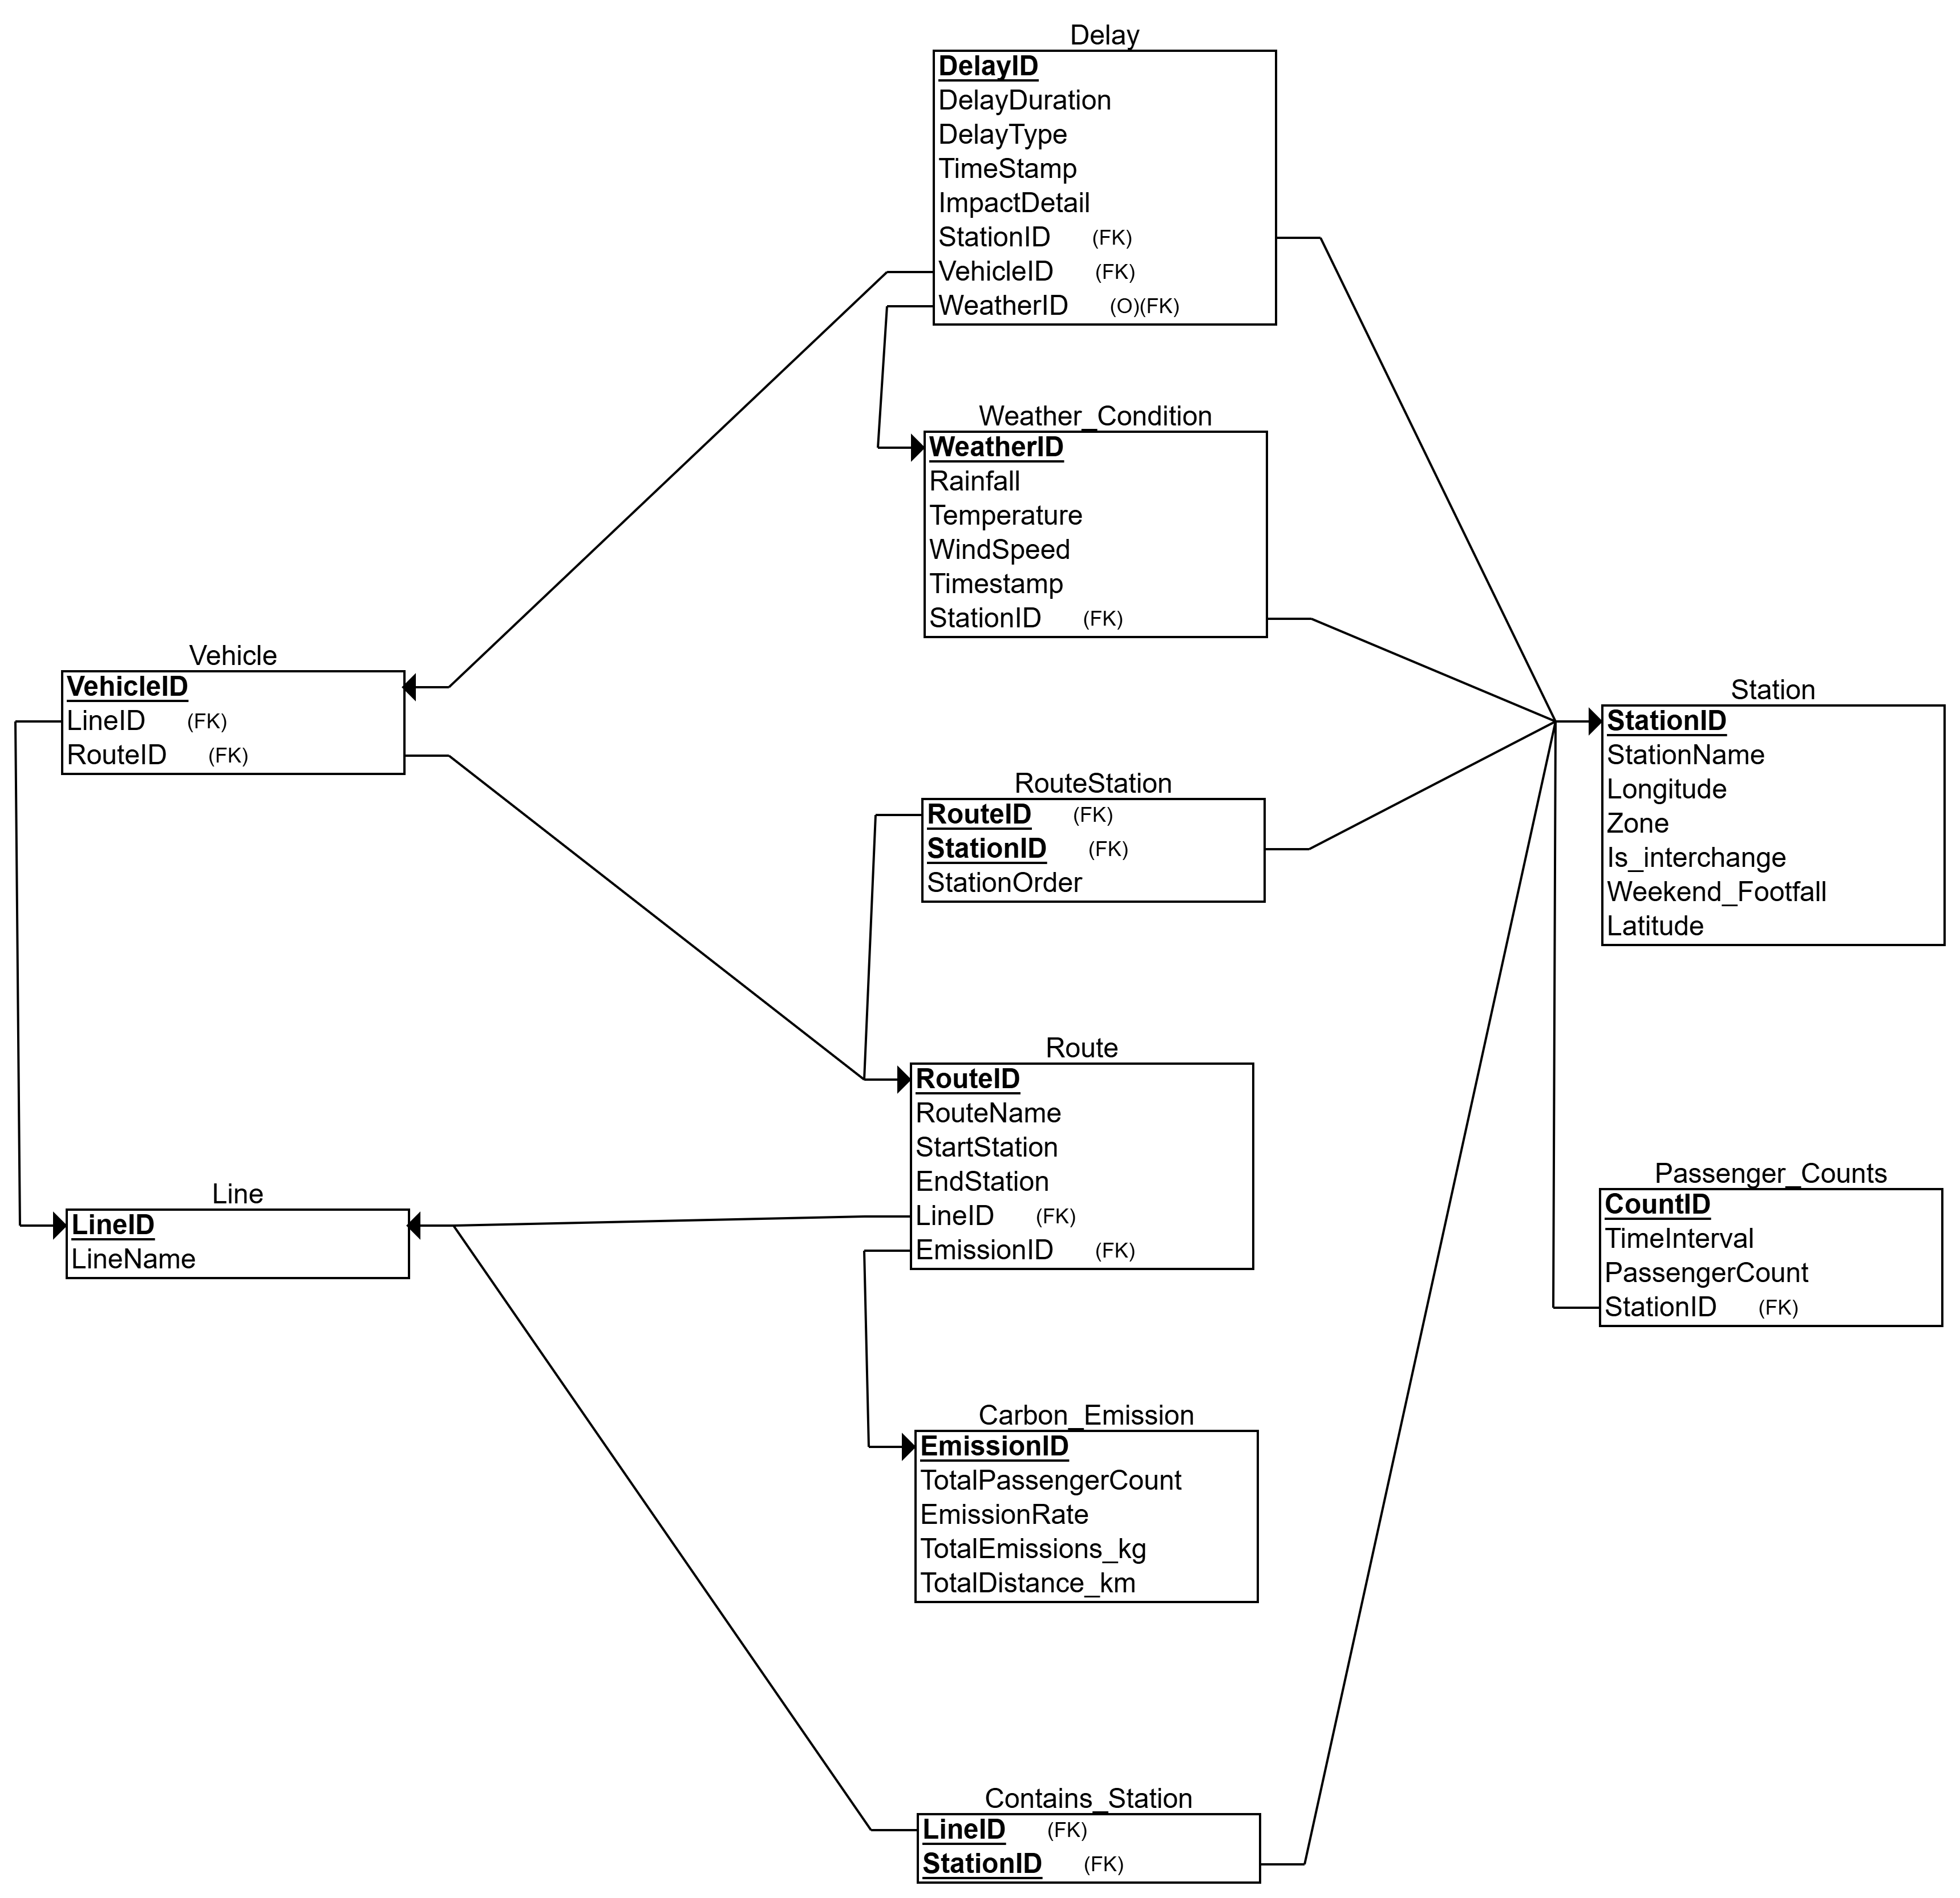 Delay
DelayID
DelayDuration
DelayType
TimeStamp
ImpactDetail
StationID (FK)
VehicleID (FK)
WeatherID (O)(FK)
Weather_Condition
WeatherID
Rainfall
Temperature
WindSpeed
Timestamp
StationID (FK)
Vehicle
VehicleID
LineID (FK)
RouteID (FK)
Station
StationID
StationName
Longitude
Zone
Is_interchange
Weekend_Footfall
Latitude
RouteStation
RouteID (FK)
StationID (FK)
StationOrder
Route
RouteID
RouteName
StartStation
EndStation
LineID (FK)
EmissionID (FK)
Line
LineID
LineName
Passenger_Counts
CountID
TimeInterval
PassengerCount
StationID (FK)
Carbon_Emission
EmissionID
TotalPassengerCount
EmissionRate
TotalEmissions_kg
TotalDistance_km
Contains_Station
LineID (FK)
StationID (FK)